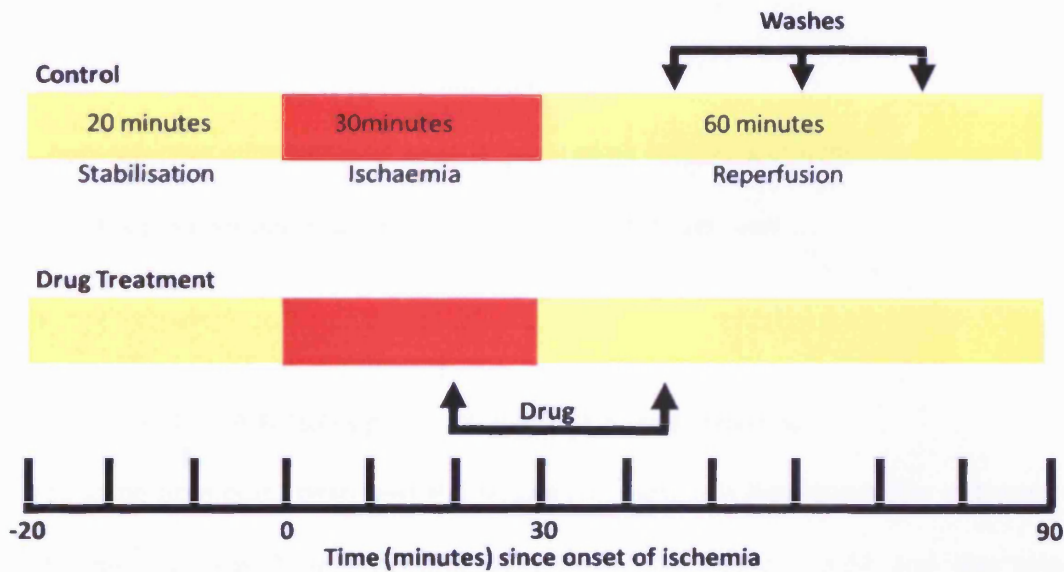 Washes
Control
20 minutes 30minutes 60 minutes
Stabilisation Ischaemia Reperfusion
Drug Treatment
Drug
-20 0 30 90
Time (minutes) since onset of ischemia